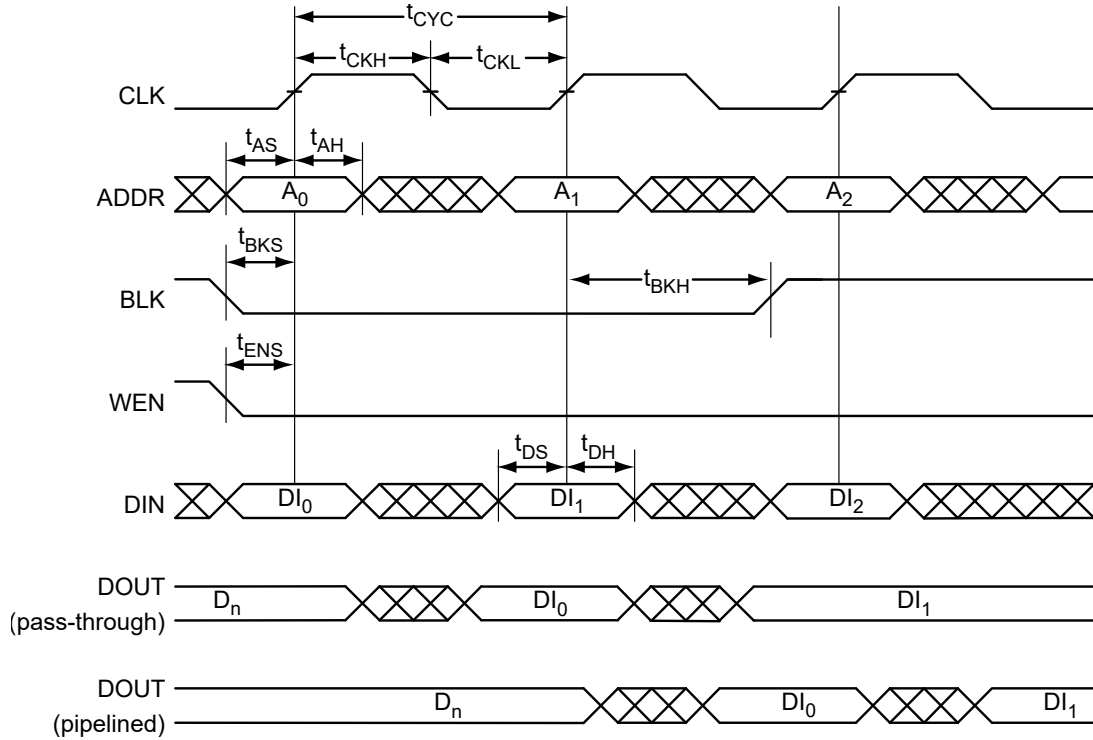 tCYC
tCKH
tCKL
CLK
tAS
tAH
ADDR
A0
A1
A2
tBKS
tBKH
BLK
tENS
WEN
tDS
tDH
DIN
DI0
DI1
DI2
DOUT
(pass-through)
Dn
DI0
DI1
DOUT
(pipelined)
Dn
DI0
DI1